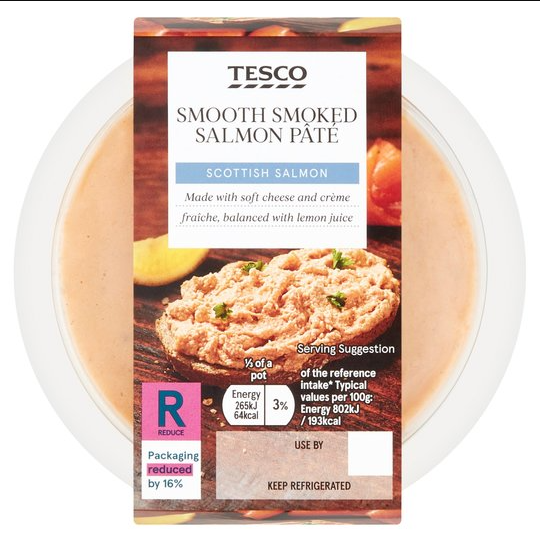 TESCO
SMOOTH SMOKED
SALMON PÂTÉ
SCOTTISH SALMON
Made with soft cheese and crème
fraîche, balanced with lemon juice
Serving Suggestion
⅓ of a
pot
Energy
265kJ
64kcal
3%
of the reference
intake* Typical
values per 100g:
Energy 802kJ
/ 193kcal
R
REDUCE
Packaging
reduced
by 16%
USE BY
KEEP REFRIGERATED